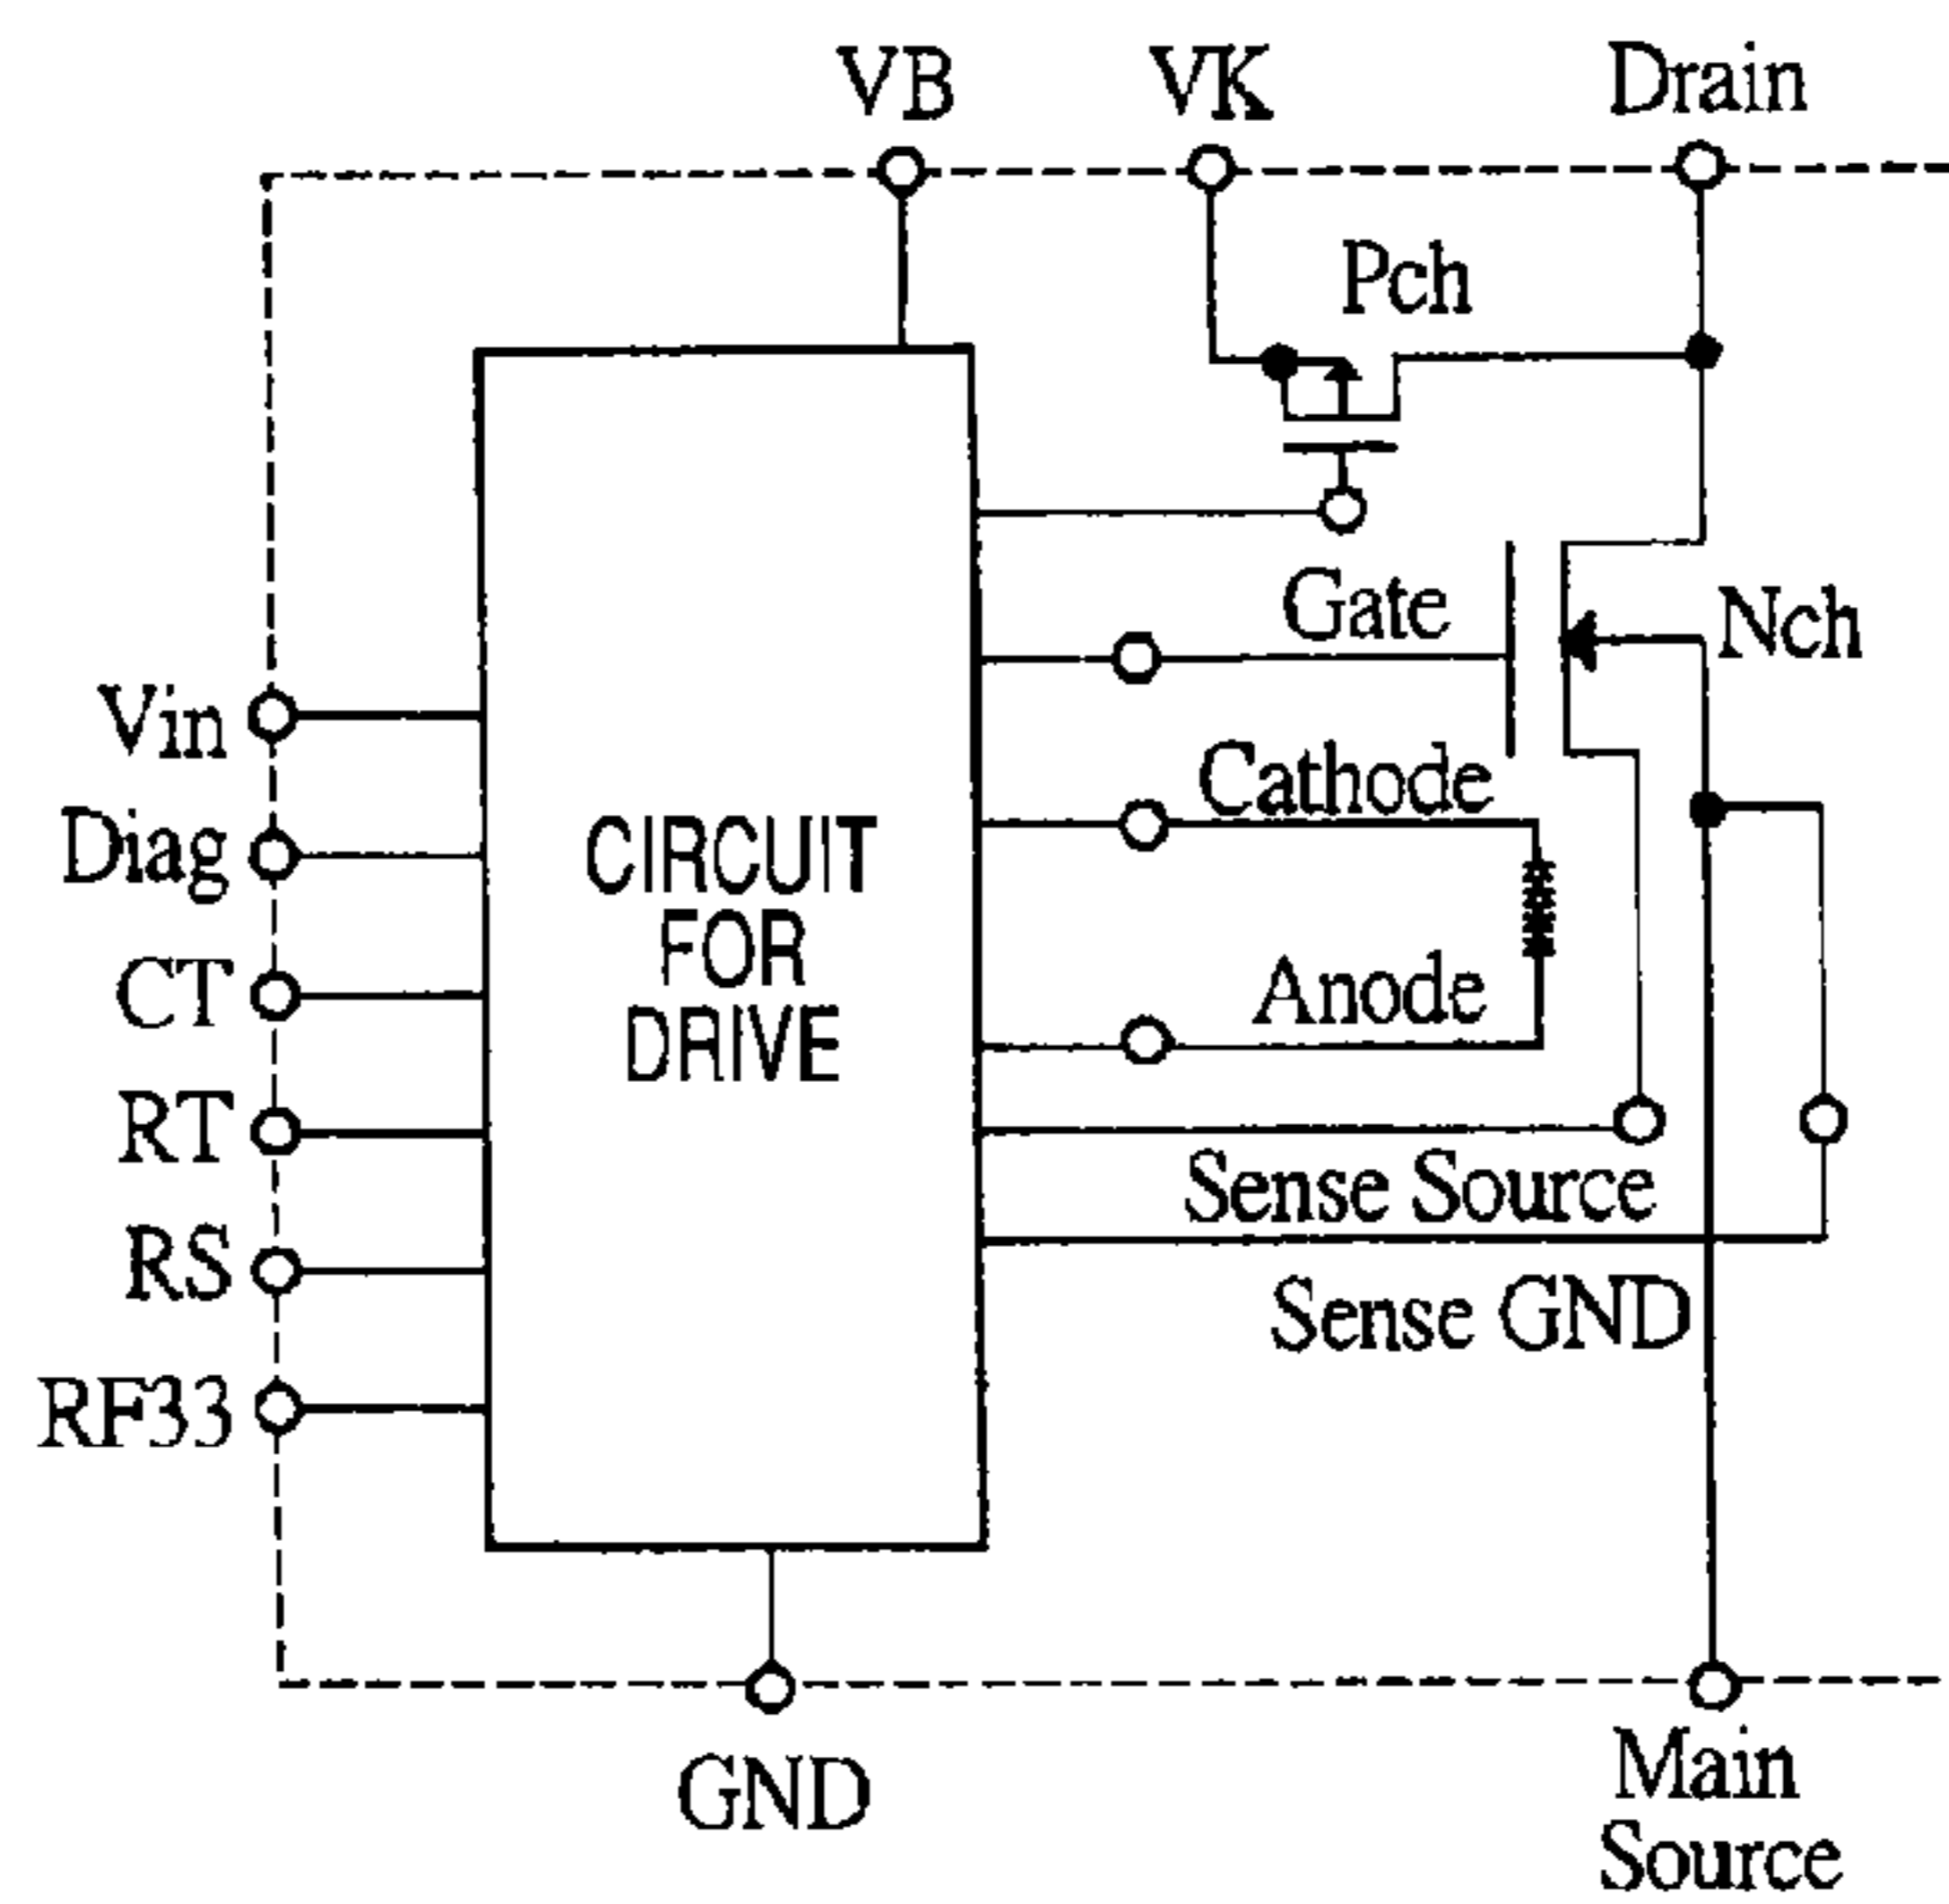 VB
VK
Drain
Pch
Gate
Nch
Vin
Cathode
Diag
CIRCUIT
FOR
DRIVE
CT
Anode
RT
Sense Source
RS
Sense GND
RF33
GND
Main
Source